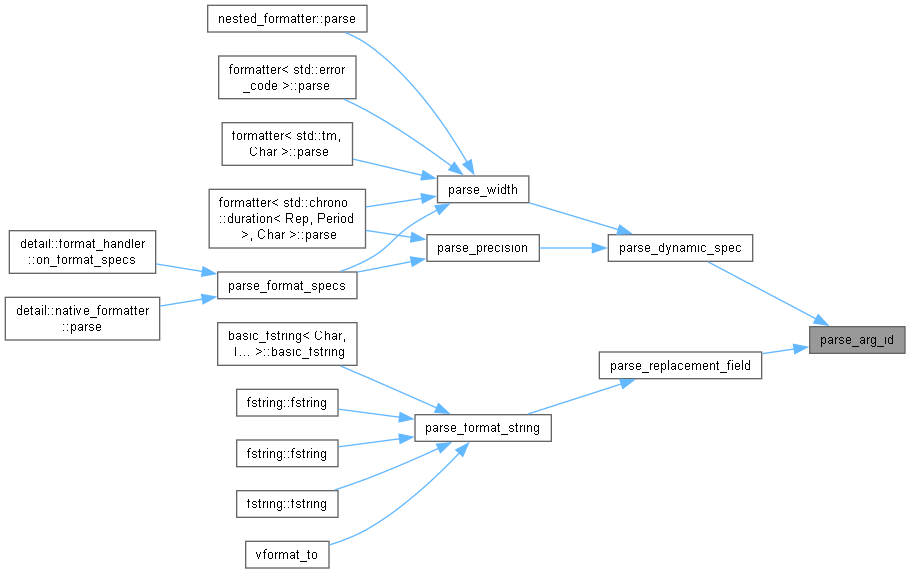 nested_formatter::parse
formatter< std::error
_code >::parse
formatter< std::tm,
Char >::parse
parse_width
formatter< std::chrono
::duration< Rep, Period
>, Char >::parse
detail::format_handler
::on_format_specs
parse_precision
parse_dynamic_spec
parse_format_specs
detail::native_formatter
::parse
basic_fstring< Char,
T... >::basic_fstring
parse_arg_id
parse_replacement_field
fstring::fstring
parse_format_string
fstring::fstring
fstring::fstring
vformat_to